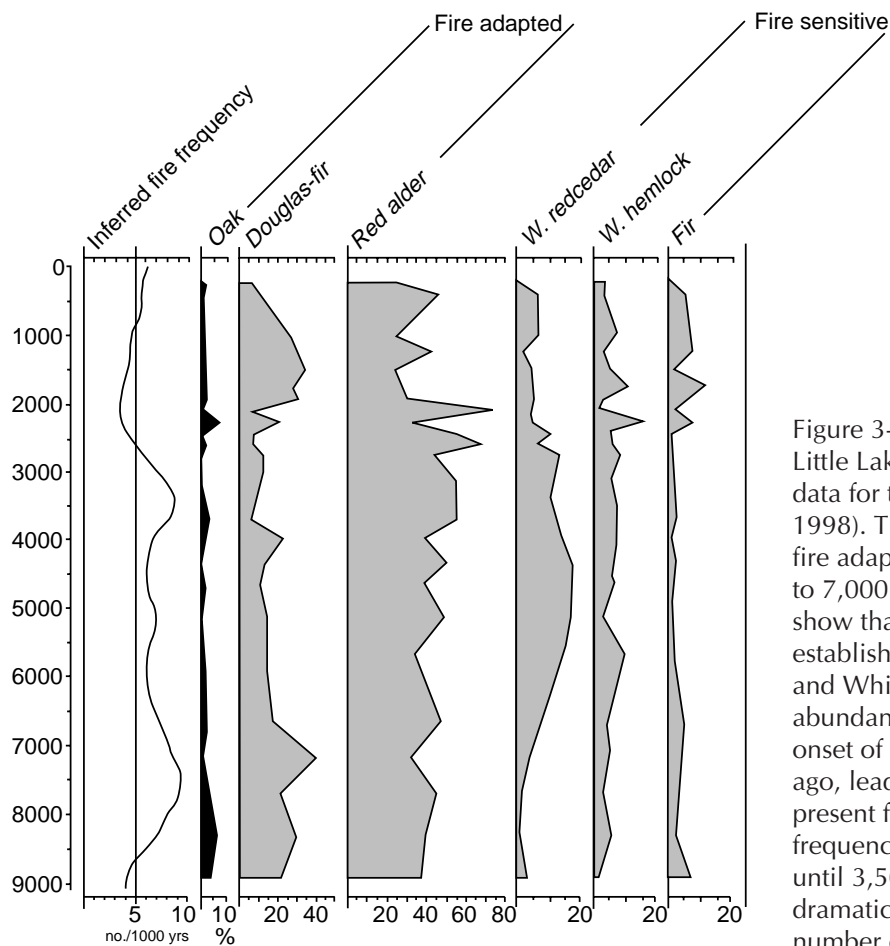 Fire adapted
Fire sensitive
Inferred fire frequency
Oak
Douglas-fir
Red alder
W. redcedar
W. hemlock
Fir
0
1000
2000
3000
4000
5000
6000
7000
8000
9000
5 10 10 20 40 20 40 60 80 20 20 20
no./1000 yrs %
Figure 3-
Little Lak
data for t
1998). T
fire adap
to 7,000
show tha
establish
and Whi
abundan
onset of
ago, lead
present f
frequenc
until 3,50
dramatic
number